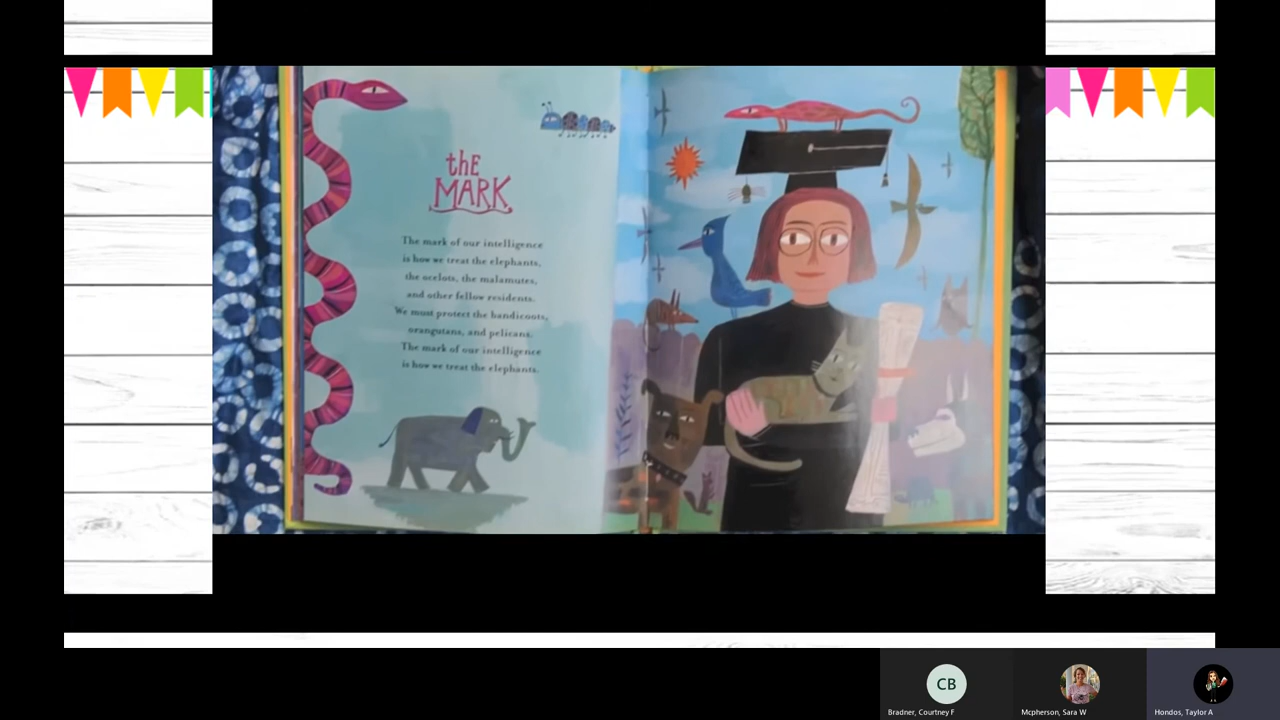 the
MARK
The mark of our intelligence
is how we treat the elephants,
the ocelots, the malamutes,
and other fellow residents.
We must protect the bandicoots,
orangutans, and pelicans.
The mark of our intelligence
is how we treat the elephants.
CB
Bradner, Courtney F
Mcpherson, Sara W
Hondos, Taylor A